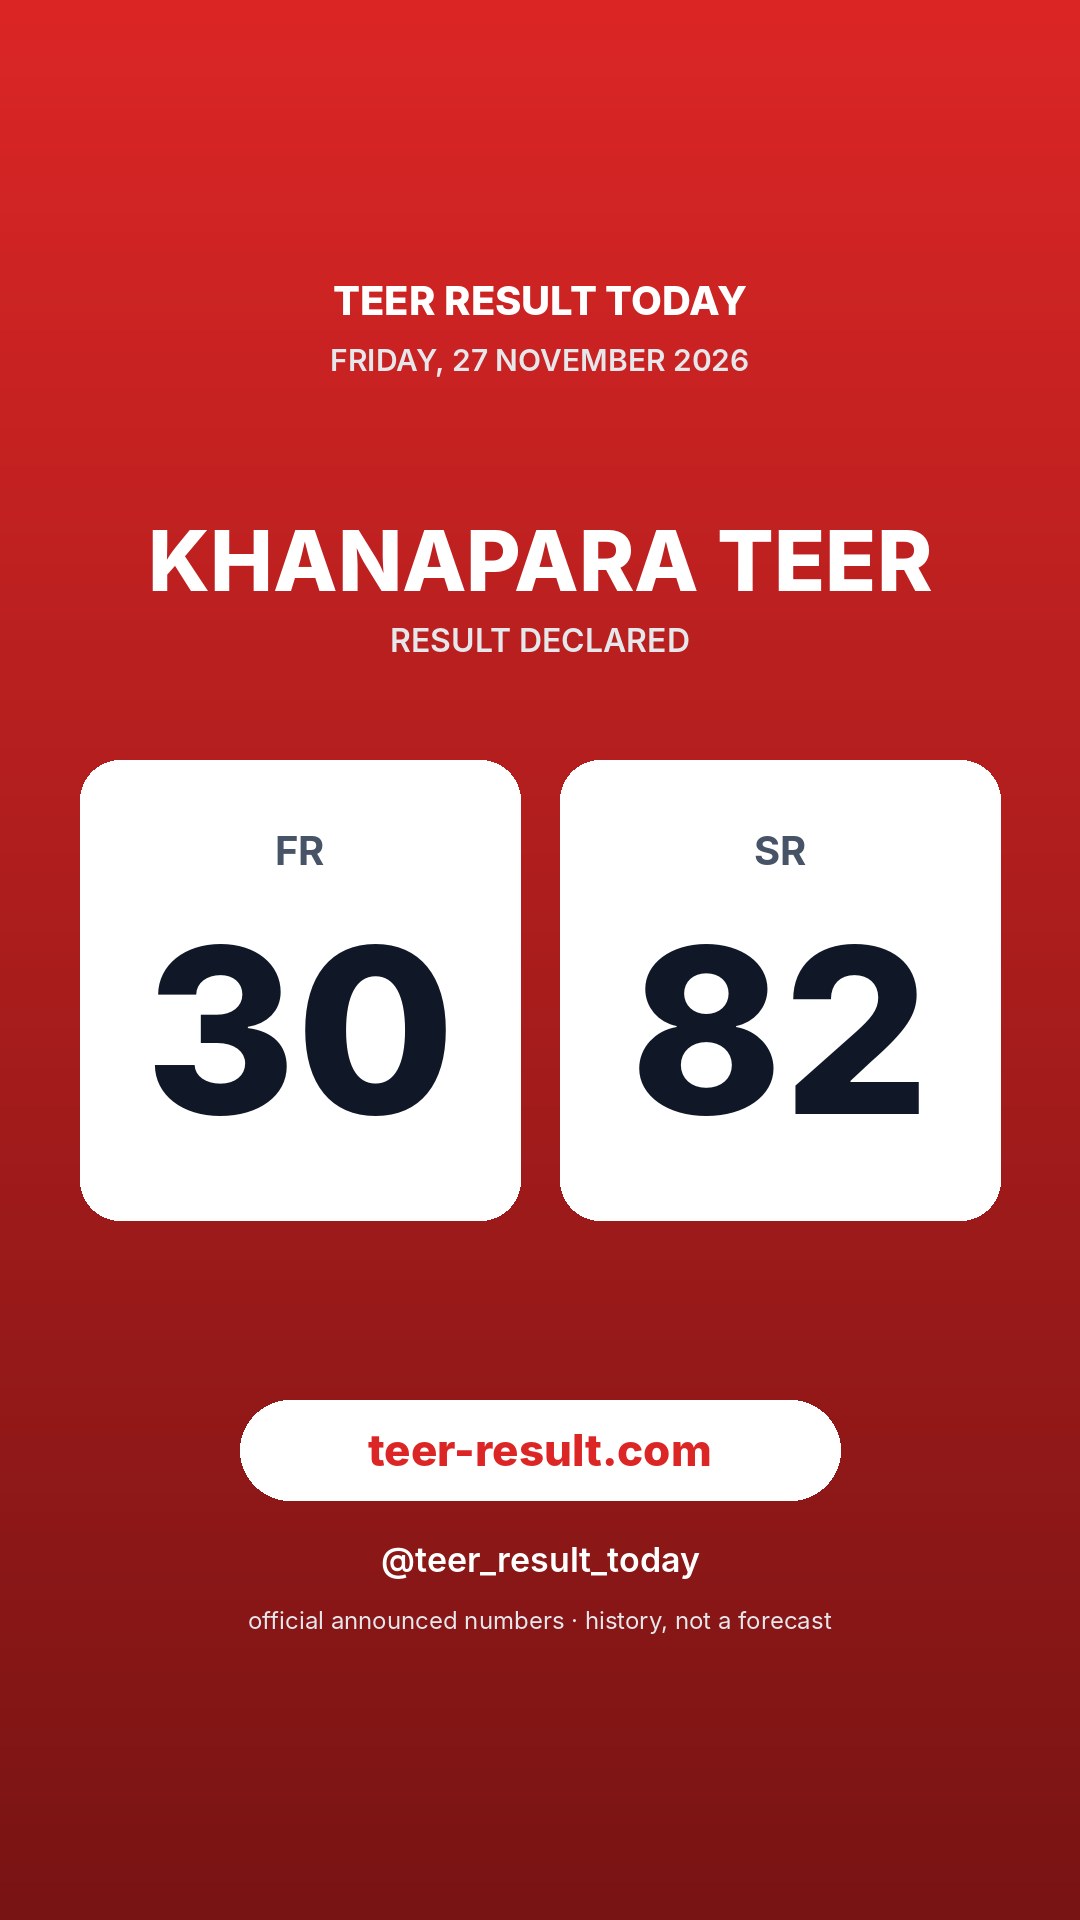 TEER RESULT TODAY
FRIDAY, 27 NOVEMBER 2026
KHANAPARA TEER
RESULT DECLARED
FR
30
SR
82
teer-result.com
@teer_result_today
official announced numbers · history, not a forecast